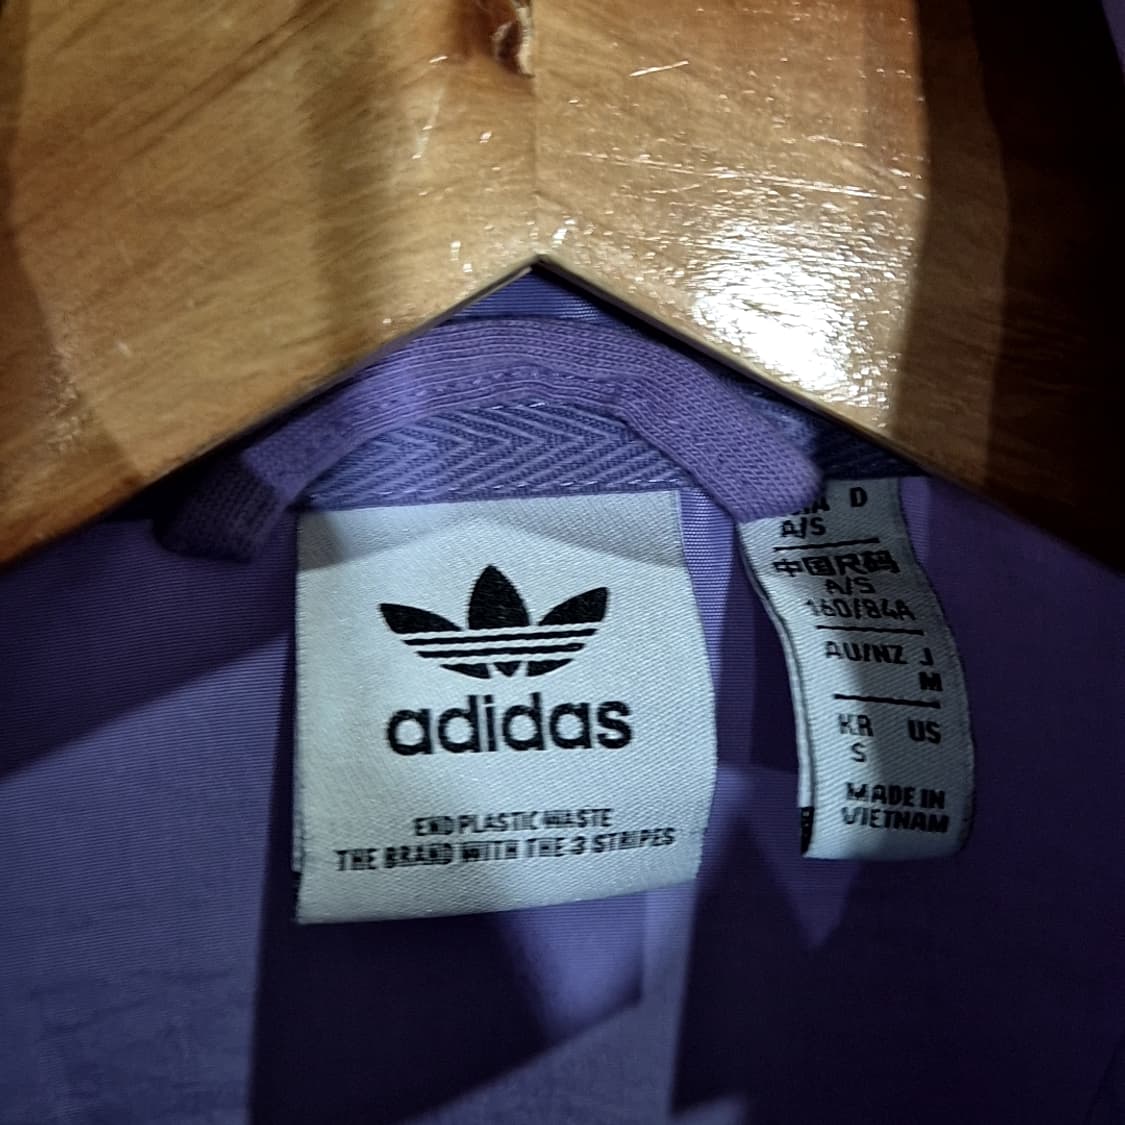 adidas
END PLASTIC WASTE
THE BRAND WITH THE 3 STRIPES
D
A/S
中国尺码
A/S
160/84A
AU/NZ J
M
KR US
S
MADE IN
VIETNAM